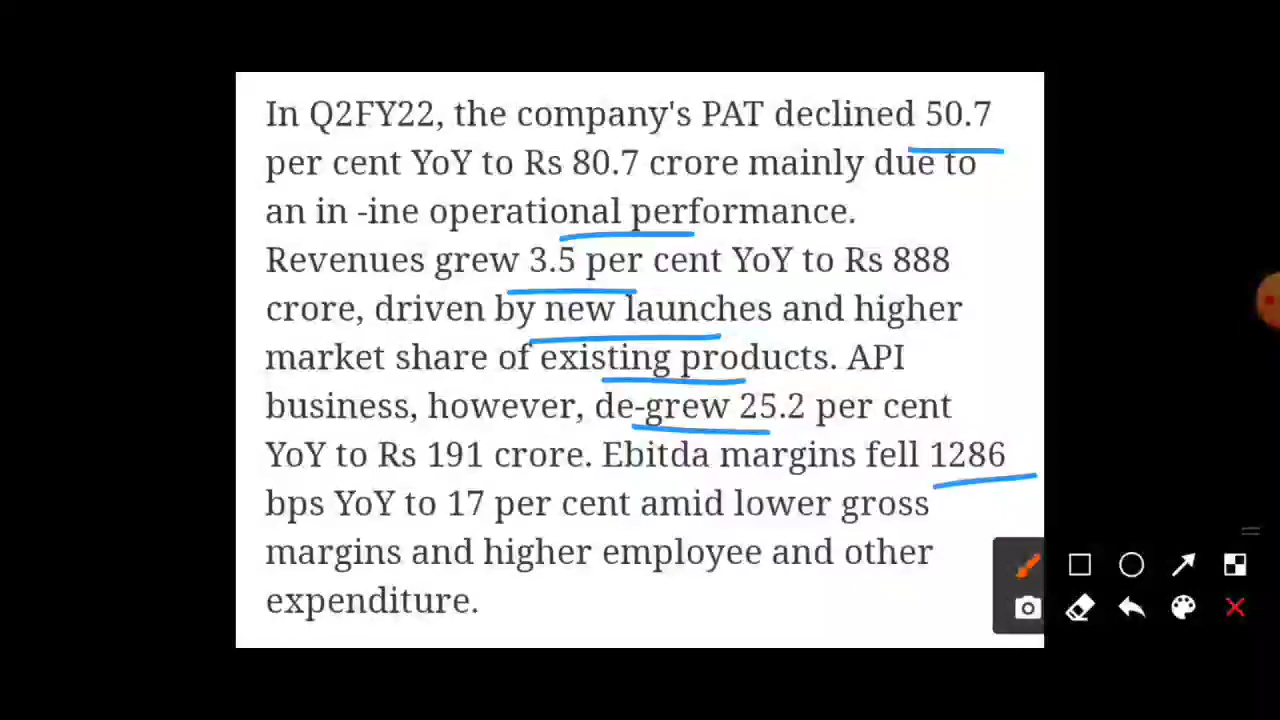 In Q2FY22, the company's PAT declined 50.7
per cent YoY to Rs 80.7 crore mainly due to
an in -ine operational performance.
Revenues grew 3.5 per cent YoY to Rs 888
crore, driven by new launches and higher
market share of existing products. API
business, however, de-grew 25.2 per cent
YoY to Rs 191 crore. Ebitda margins fell 1286
bps YoY to 17 per cent amid lower gross
margins and higher employee and other
expenditure.